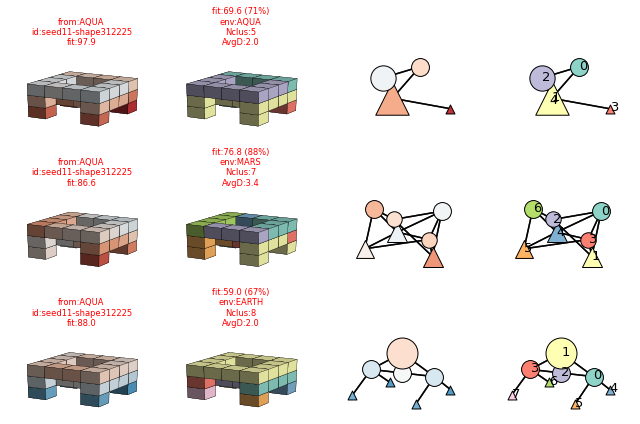 from:AQUA
id:seed11-shape312225
fit:97.9
fit:69.6 (71%)
env:AQUA
Nclus:5
AvgD:2.0
0
2
4
3
from:AQUA
id:seed11-shape312225
fit:86.6
fit:76.8 (88%)
env:MARS
Nclus:7
AvgD:3.4
6
0
2
4
3
5
1
from:AQUA
id:seed11-shape312225
fit:88.0
fit:59.0 (67%)
env:EARTH
Nclus:8
AvgD:2.0
1
3
2
0
6
4
7
5